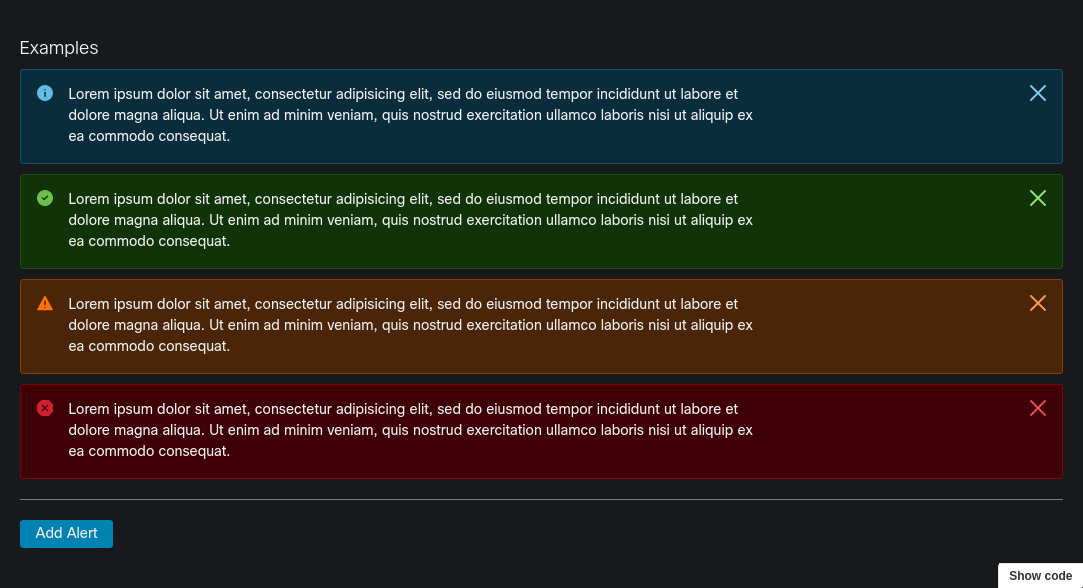 Examples
Lorem ipsum dolor sit amet, consectetur adipisicing elit, sed do eiusmod tempor incididunt ut labore et
dolore magna aliqua. Ut enim ad minim veniam, quis nostrud exercitation ullamco laboris nisi ut aliquip ex
ea commodo consequat.
Lorem ipsum dolor sit amet, consectetur adipisicing elit, sed do eiusmod tempor incididunt ut labore et
dolore magna aliqua. Ut enim ad minim veniam, quis nostrud exercitation ullamco laboris nisi ut aliquip ex
ea commodo consequat.
Lorem ipsum dolor sit amet, consectetur adipisicing elit, sed do eiusmod tempor incididunt ut labore et
dolore magna aliqua. Ut enim ad minim veniam, quis nostrud exercitation ullamco laboris nisi ut aliquip ex
ea commodo consequat.
Lorem ipsum dolor sit amet, consectetur adipisicing elit, sed do eiusmod tempor incididunt ut labore et
dolore magna aliqua. Ut enim ad minim veniam, quis nostrud exercitation ullamco laboris nisi ut aliquip ex
ea commodo consequat.
Add Alert
Show code